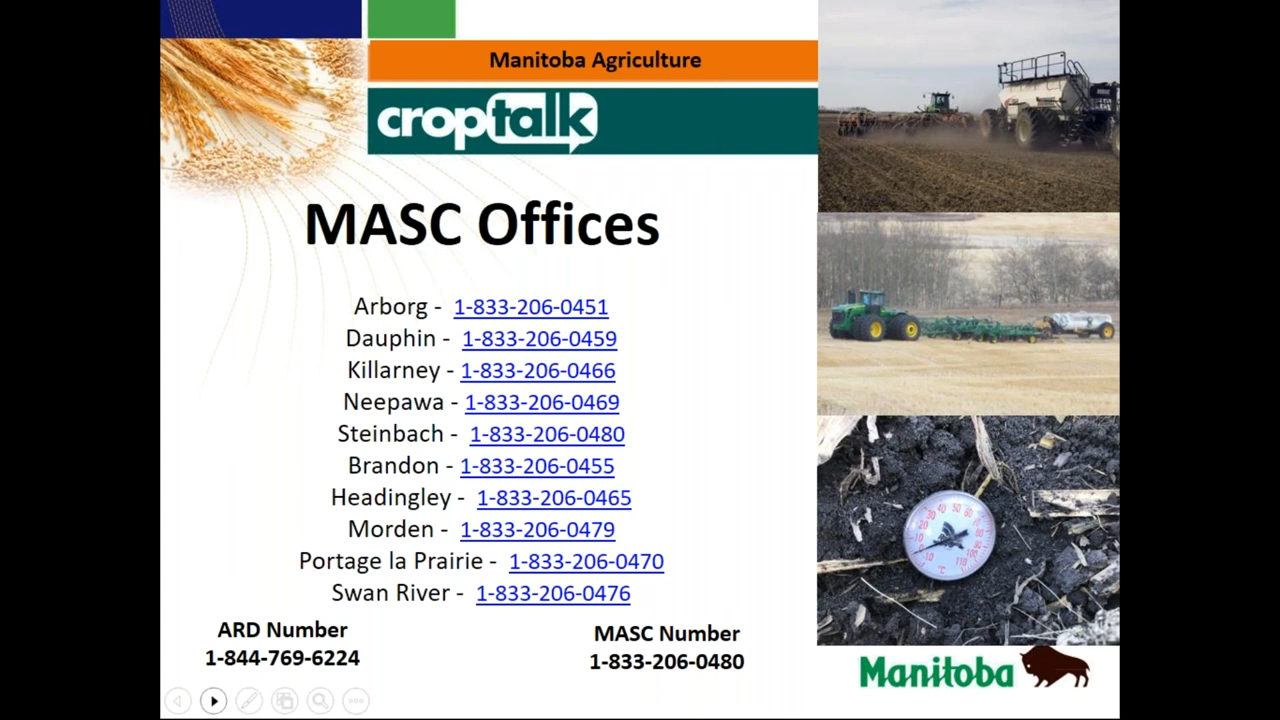 Manitoba Agriculture
croptalk
MASC Offices
Arborg - 1-833-206-0451
Dauphin - 1-833-206-0459
Killarney - 1-833-206-0466
Neepawa - 1-833-206-0469
Steinbach - 1-833-206-0480
Brandon - 1-833-206-0455
Headingley - 1-833-206-0465
Morden - 1-833-206-0479
Portage la Prairie - 1-833-206-0470
Swan River - 1-833-206-0476
ARD Number
1-844-769-6224
MASC Number
1-833-206-0480
Manitoba